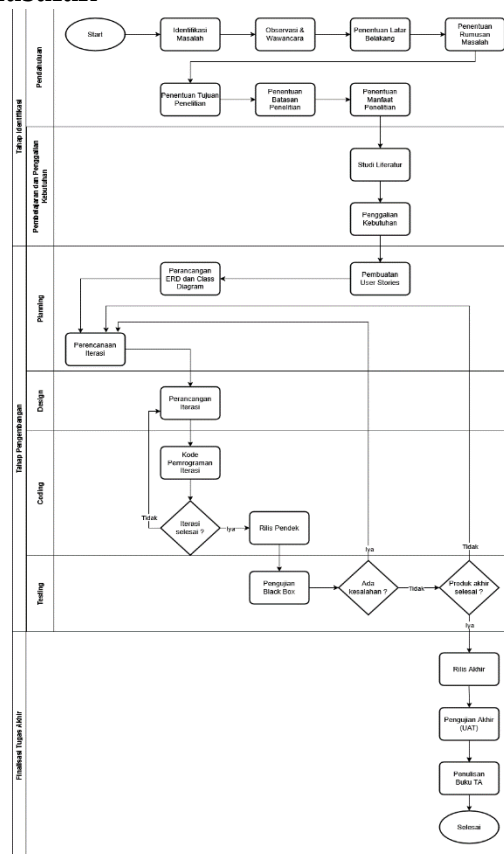 Start
Identifikasi
Masalah
Observasi &
Wawancara
Penentuan Latar
Belakang
Penentuan
Rumusan
Masalah
Pendahuluan
Tahap Identifikasi
Penentuan Tujuan
Penelitian
Penentuan
Batasan
Penelitian
Penentuan
Manfaat
Penelitian
Pembelajaran dan Penggalian
Kebutuhan
Studi Literatur
Penggalian
Kebutuhan
Planning
Perancangan
ERD dan Class
Diagram
Pembuatan
User Stories
Perencanaan
Iterasi
Tahap Pengembangan
Design
Perancangan
Iterasi
Coding
Kode
Pemrograman
Iterasi
Tidak
Iterasi
selesai ?
Iya
Rilis Pendek
Iya
Tidak
Testing
Pengujian
Black Box
Ada
kesalahan ?
Tidak
Produk akhir
selesai ?
Iya
Finalisasi Tugas Akhir
Rilis Akhir
Pengujian Akhir
(UAT)
Penulisan
Buku TA
Selesai